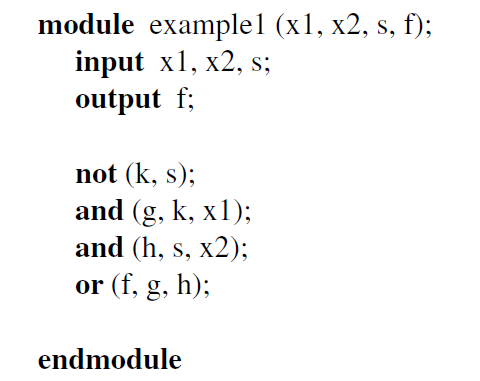 module example1 (x1, x2, s, f);
input x1, x2, s;
output f;
not (k, s);
and (g, k, x1);
and (h, s, x2);
or (f, g, h);
endmodule